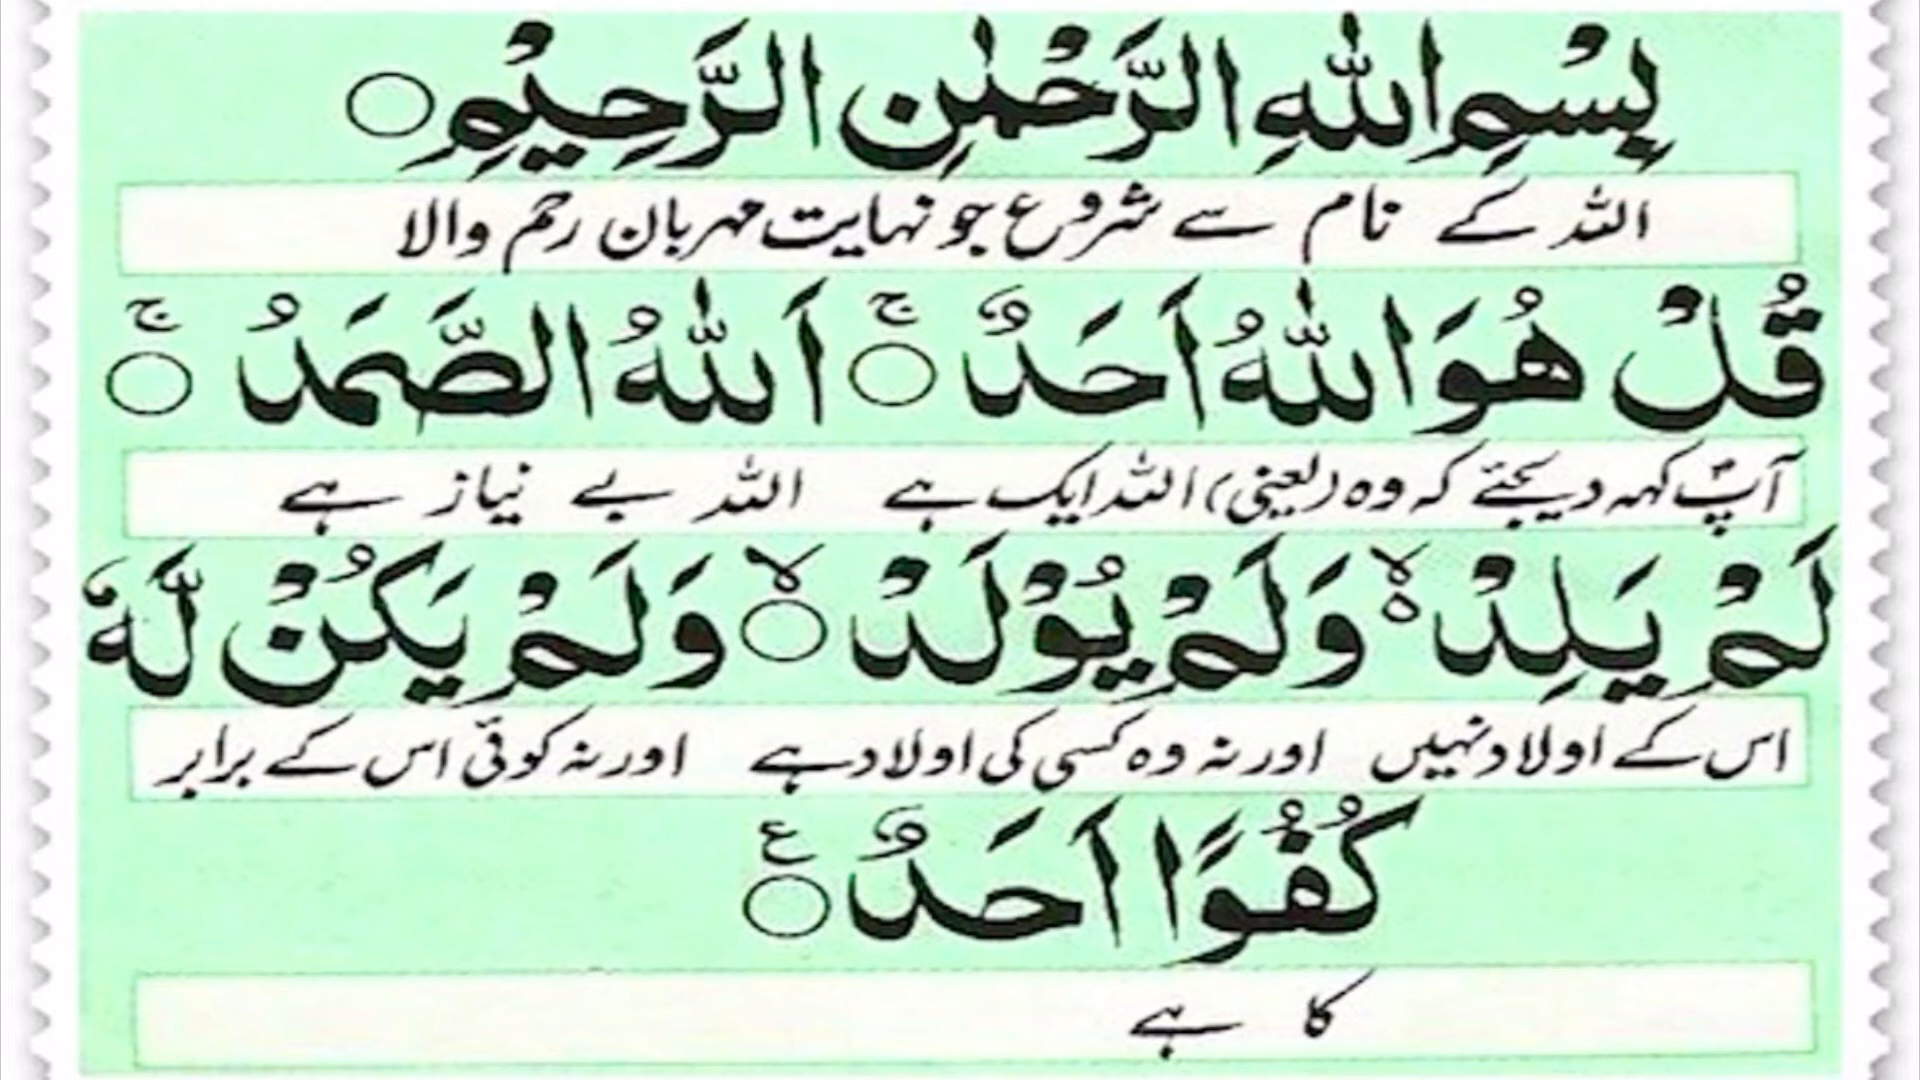 بِسْمِ اللّٰهِ الرَّحْمٰنِ الرَّحِيْمِ ○
اللہ کے نام سے شروع جو نہایت مہربان رحم والا
قُلْ هُوَ اللّٰهُ اَحَدٌ ۚ○ اَللّٰهُ الصَّمَدُ ۚ○
آپؐ کہہ دیجئے کہ وہ (یعنی) اللہ ایک ہے اللہ بے نیاز ہے
لَمْ يَلِدْ ۙ۬ وَلَمْ يُوْلَدْ ۙ○ وَلَمْ يَكُنْ لَّهٗ
اس کے اولاد نہیں اور نہ وہ کسی کی اولاد ہے اور نہ کوئی اس کے برابر
كُفُوًا اَحَدٌ ○ع
کا ہے